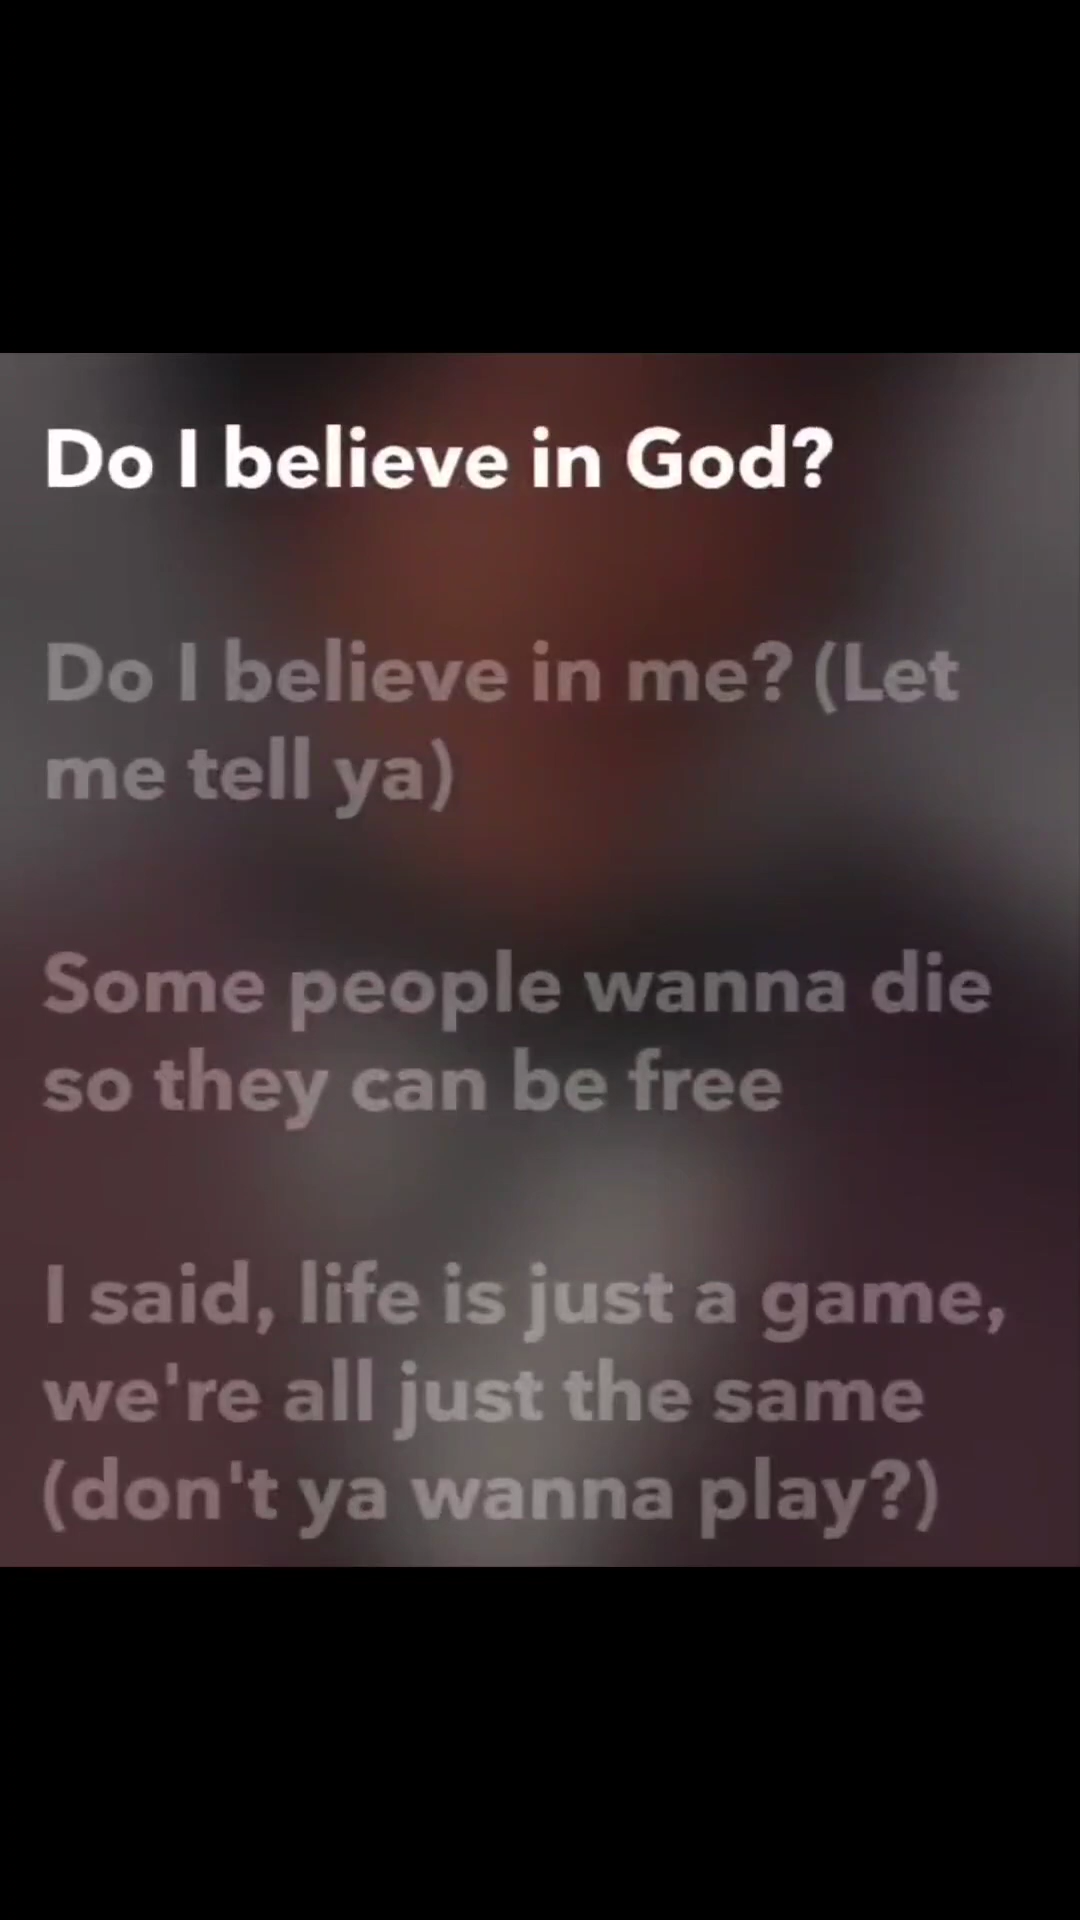 Do I believe in God?
Do I believe in me? (Let
me tell ya)
Some people wanna die
so they can be free
I said, life is just a game,
we're all just the same
(don't ya wanna play?)